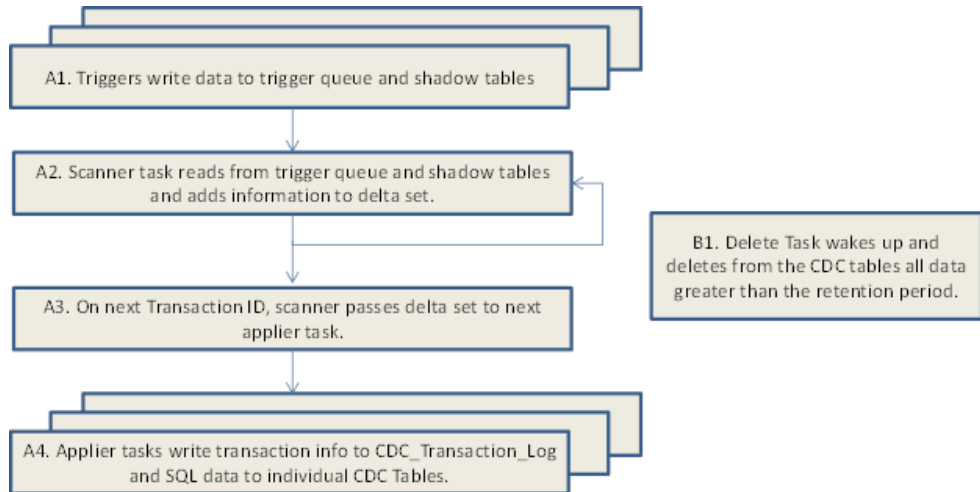 A1. Triggers write data to trigger queue and shadow tables
A2. Scanner task reads from trigger queue and shadow tables
and adds information to delta set.
A3. On next Transaction ID, scanner passes delta set to next
applier task.
A4. Applier tasks write transaction info to CDC_Transaction_Log
and SQL data to individual CDC Tables.
B1. Delete Task wakes up and
deletes from the CDC tables all data
greater than the retention period.